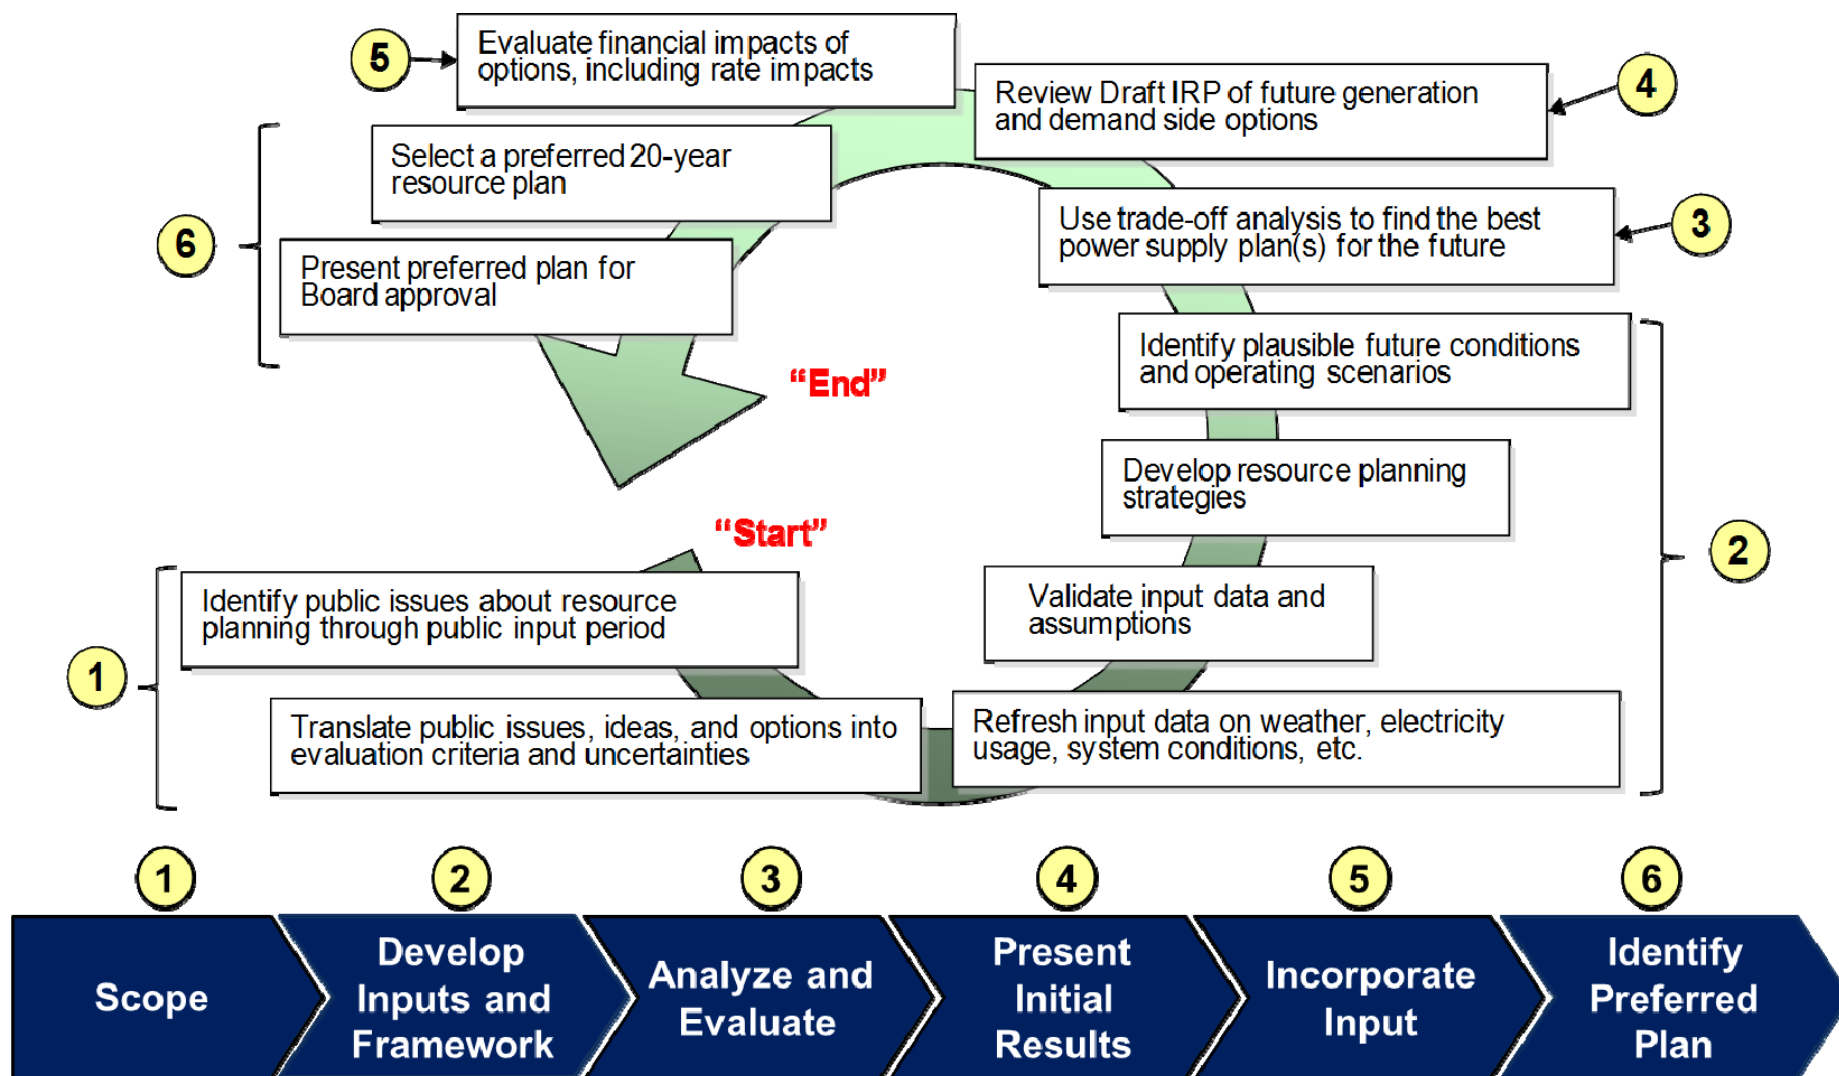 5
Evaluate financial impacts of
options, including rate impacts
4
Review Draft IRP of future generation
and demand side options
Select a preferred 20-year
resource plan
3
Use trade-off analysis to find the best
power supply plan(s) for the future
6
Present preferred plan for
Board approval
Identify plausible future conditions
and operating scenarios
“End”
Develop resource planning
strategies
“Start”
2
Identify public issues about resource
planning through public input period
Validate input data and
assumptions
1
Translate public issues, ideas, and options into
evaluation criteria and uncertainties
Refresh input data on weather, electricity
usage, system conditions, etc.
1
Scope
2
Develop
Inputs and
Framework
3
Analyze and
Evaluate
4
Present
Initial
Results
5
Incorporate
Input
6
Identify
Preferred
Plan